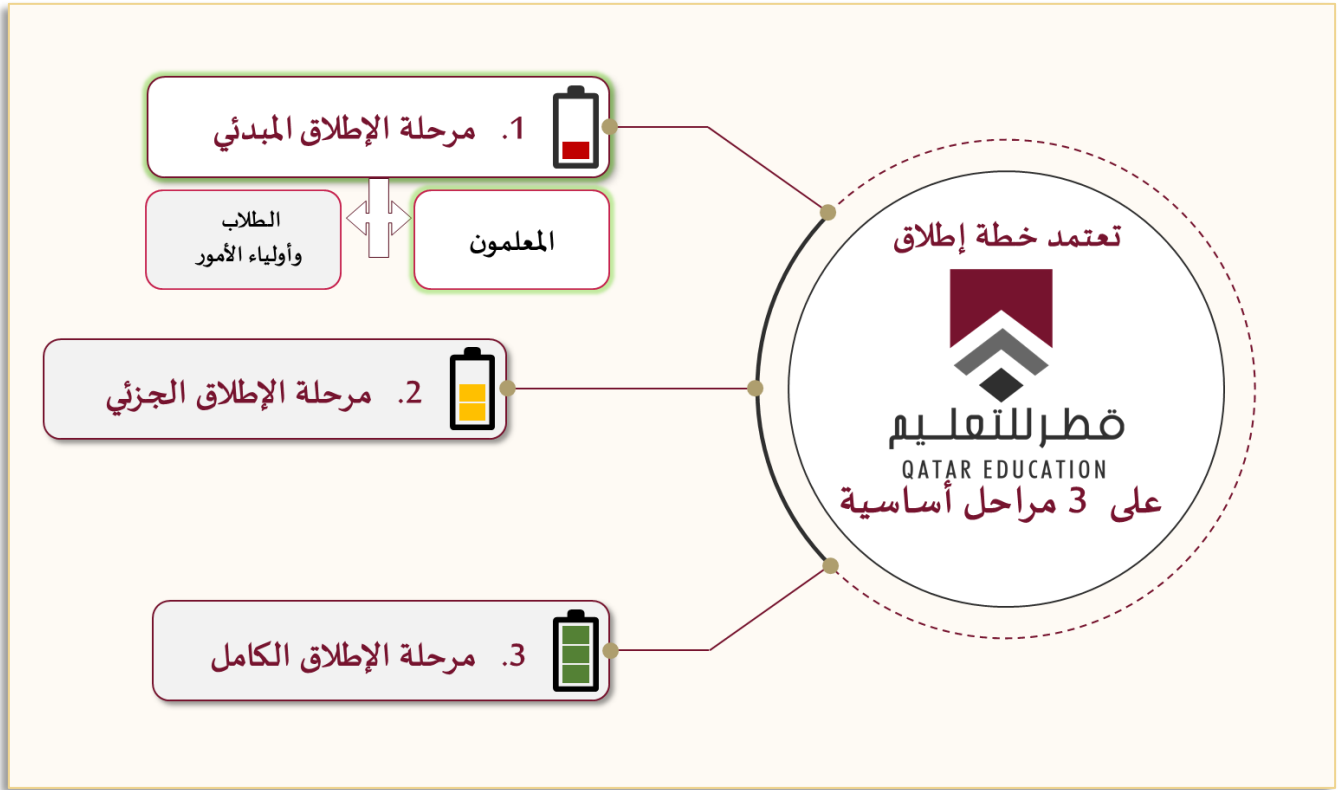 تعتمد خطة إطلاق
قطر للتعليم
QATAR EDUCATION
على 3 مراحل أساسية
1. مرحلة الإطلاق المبدئي
المعلمون
الطلاب
وأولياء الأمور
2. مرحلة الإطلاق الجزئي
3. مرحلة الإطلاق الكامل